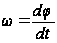 ω = dφ/dt